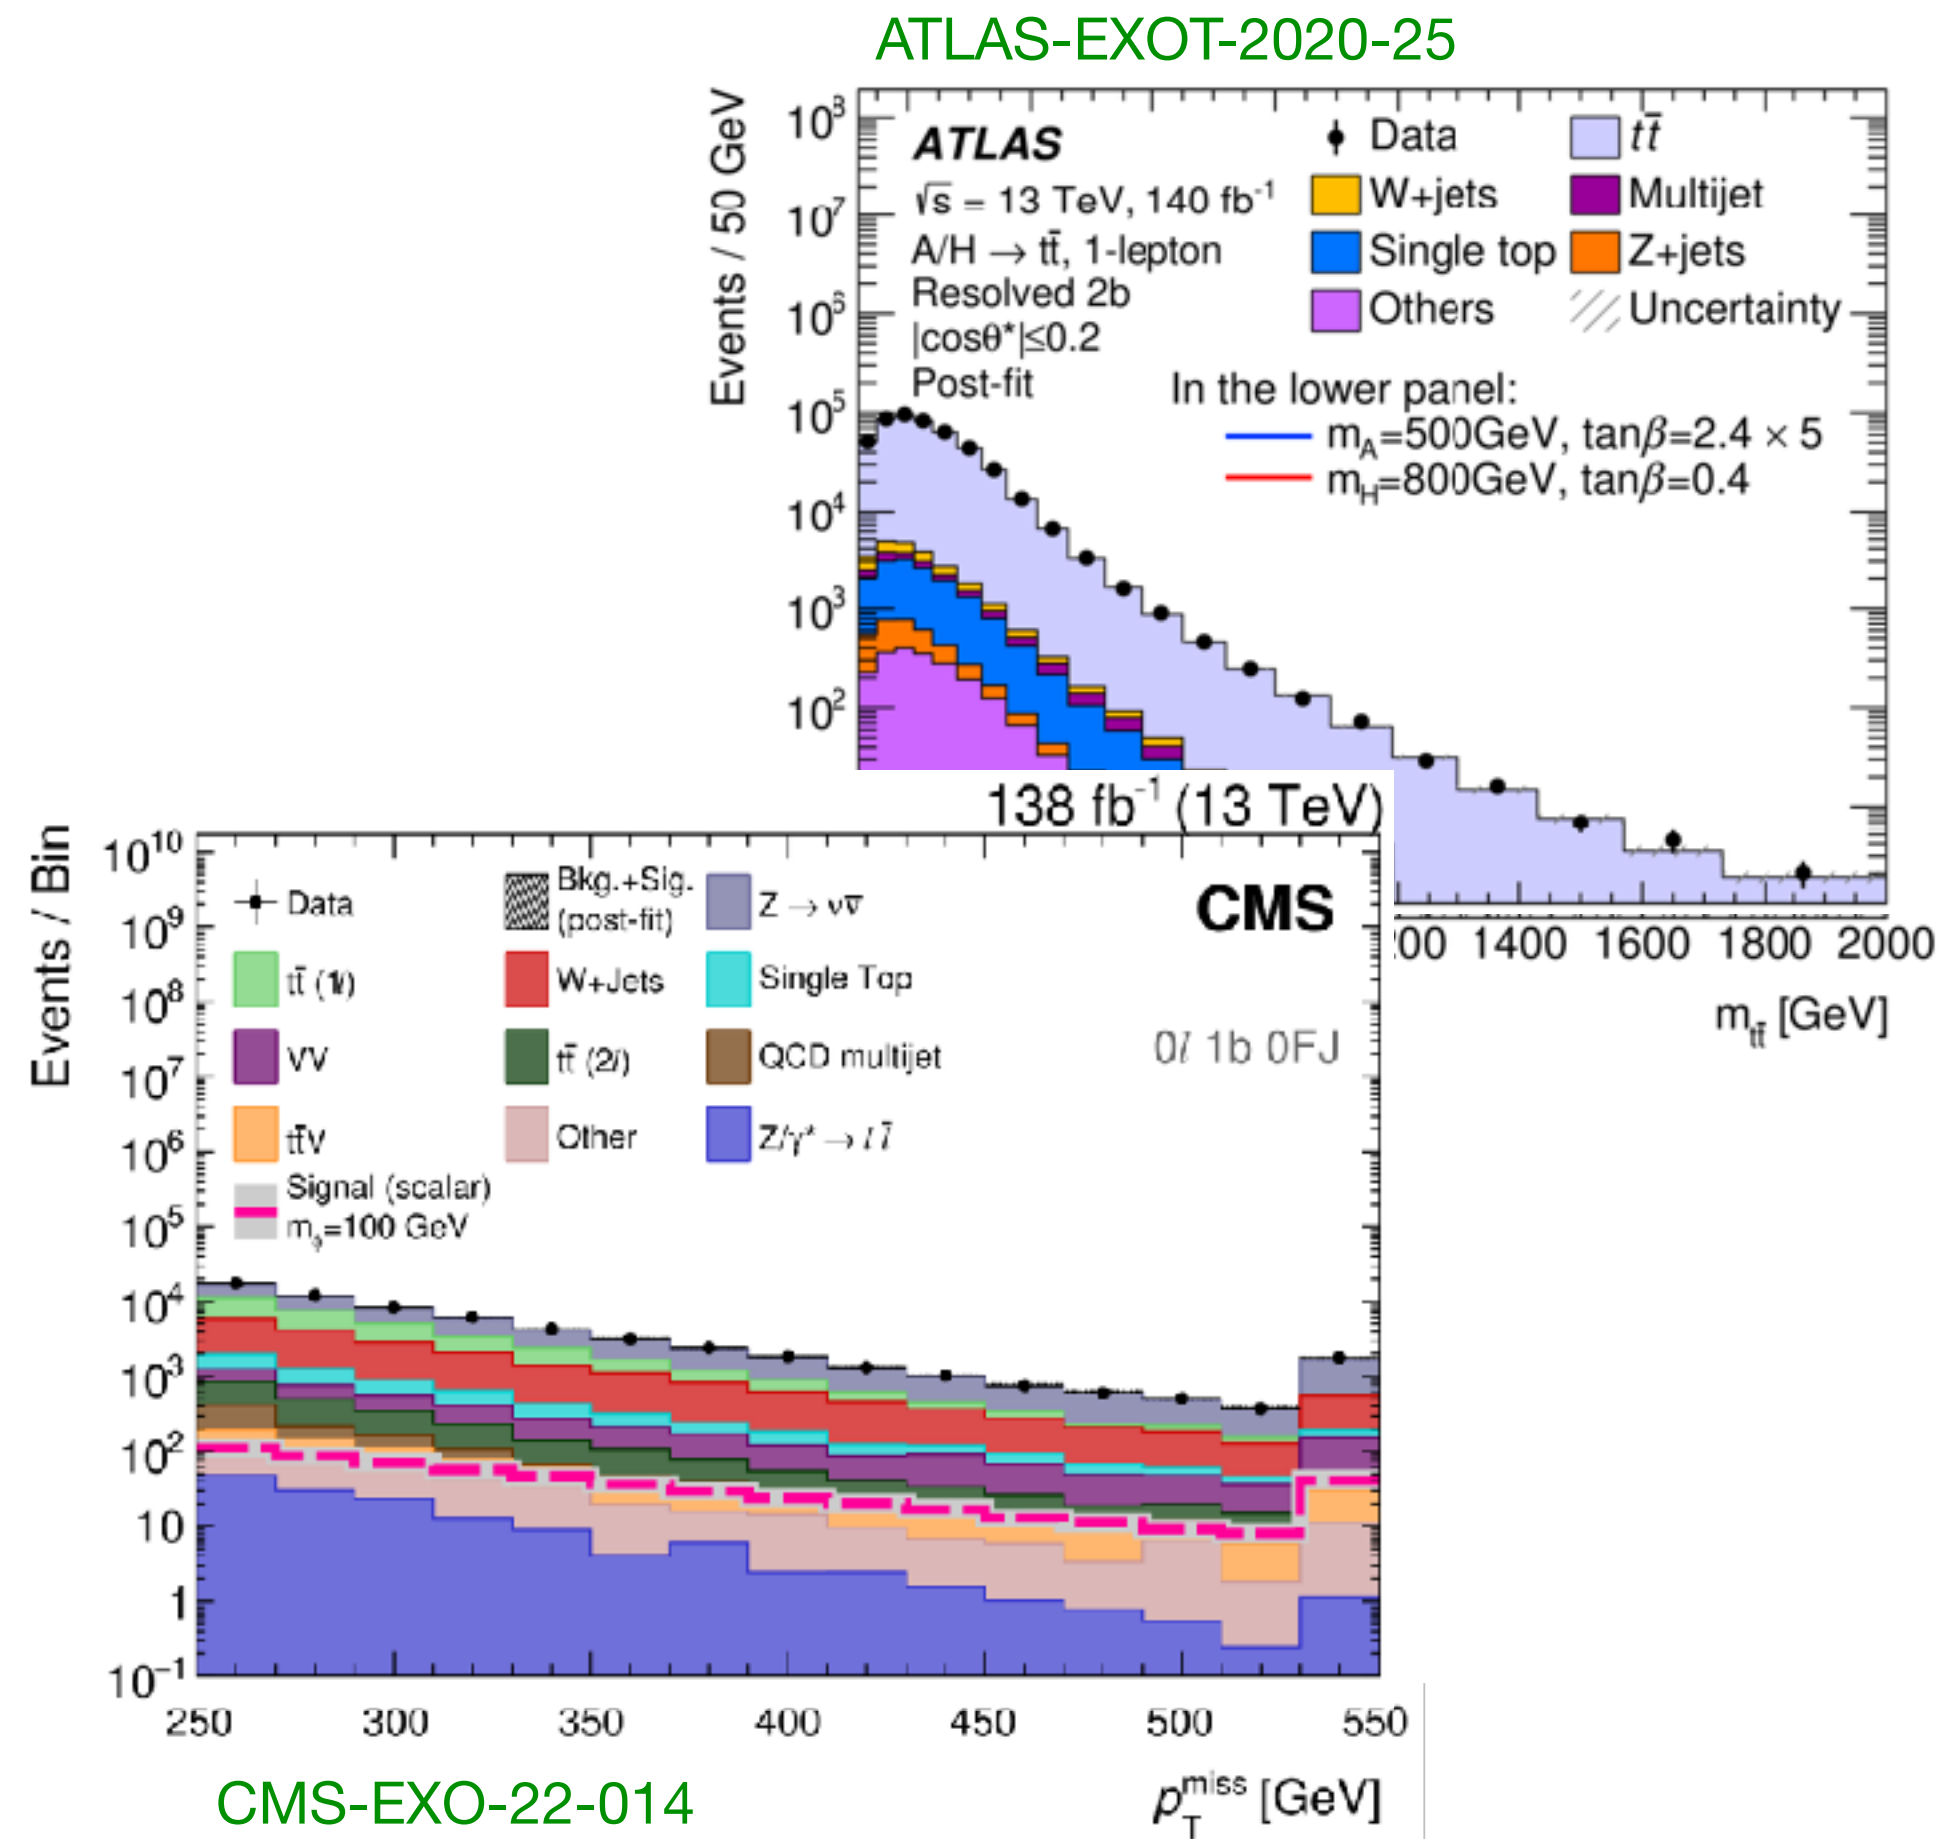 ATLAS-EXOT-2020-25
Events / 50 GeV
10⁸
10⁷
10⁶
10⁵
10⁴
10³
10²
ATLAS
√s = 13 TeV, 140 fb⁻¹
A/H → tt̄, 1-lepton
Resolved 2b
|cosθ*|≤0.2
Post-fit
Data
tt̄
W+jets
Multijet
Single top
Z+jets
Others
Uncertainty
In the lower panel:
m_A=500GeV, tanβ=2.4 × 5
m_H=800GeV, tanβ=0.4
00 1400 1600 1800 2000
m_tt̄ [GeV]
138 fb⁻¹ (13 TeV)
Events / Bin
10¹⁰
10⁹
10⁸
10⁷
10⁶
10⁵
10⁴
10³
10²
10
1
10⁻¹
CMS
0l 1b 0FJ
Data
Bkg.+Sig.
(post-fit)
Z → νν̄
tt̄ (1l)
W+Jets
Single Top
VV
tt̄ (2l)
QCD multijet
tt̄V
Other
Z/γ* → l l̄
Signal (scalar)
m_ϕ=100 GeV
250 300 350 400 450 500 550
p_T^miss [GeV]
CMS-EXO-22-014